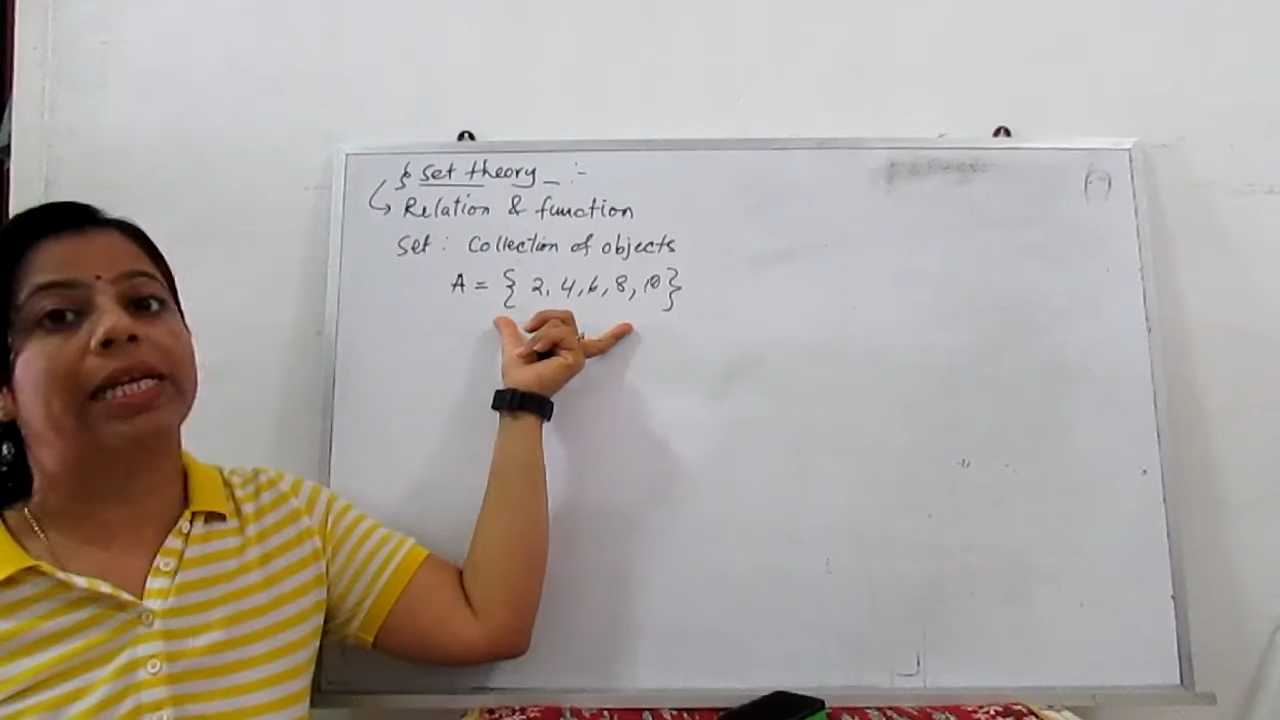 § Set theory _ :-
Relation & function
Set : Collection of objects
A = { 2, 4, 6, 8, 10 }